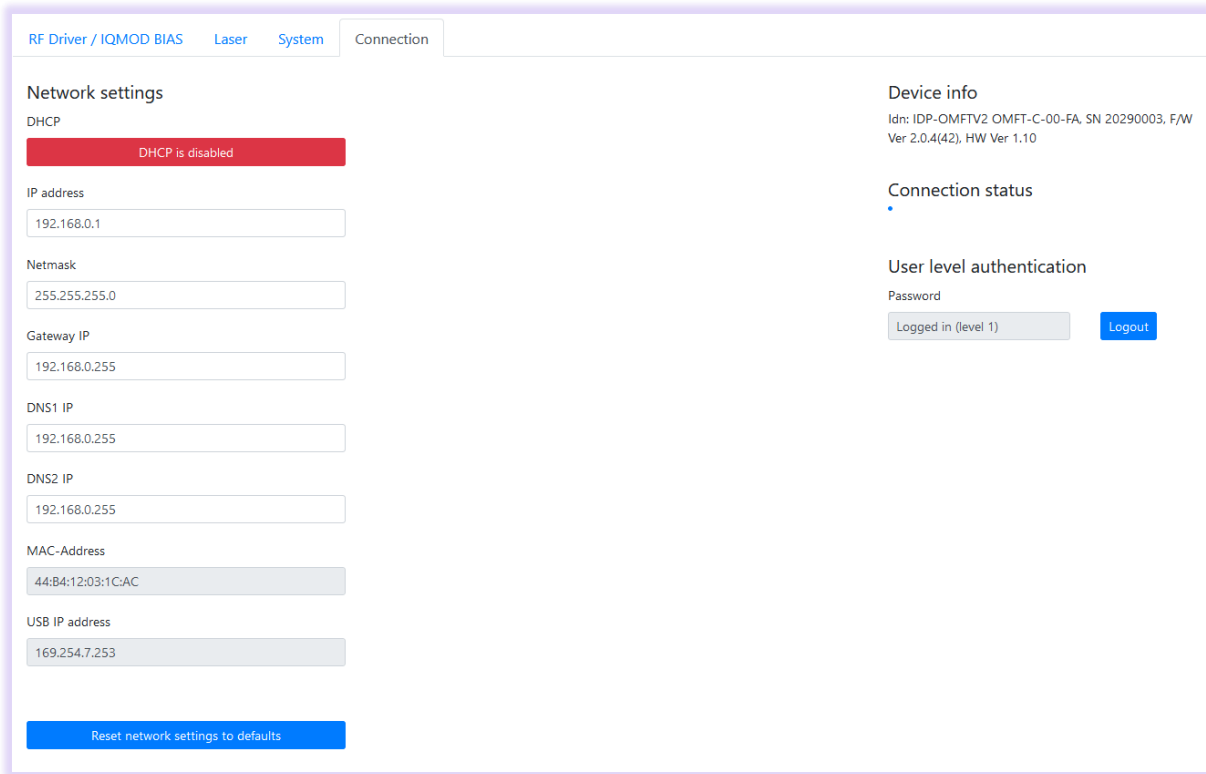 RF Driver / IQMOD BIAS
Laser
System
Connection
Network settings
DHCP
DHCP is disabled
IP address
192.168.0.1
Netmask
255.255.255.0
Gateway IP
192.168.0.255
DNS1 IP
192.168.0.255
DNS2 IP
192.168.0.255
MAC-Address
44:B4:12:03:1C:AC
USB IP address
169.254.7.253
Reset network settings to defaults
Device info
Idn: IDP-OMFTV2 OMFT-C-00-FA, SN 20290003, F/W
Ver 2.0.4(42), HW Ver 1.10
Connection status
User level authentication
Password
Logged in (level 1)
Logout